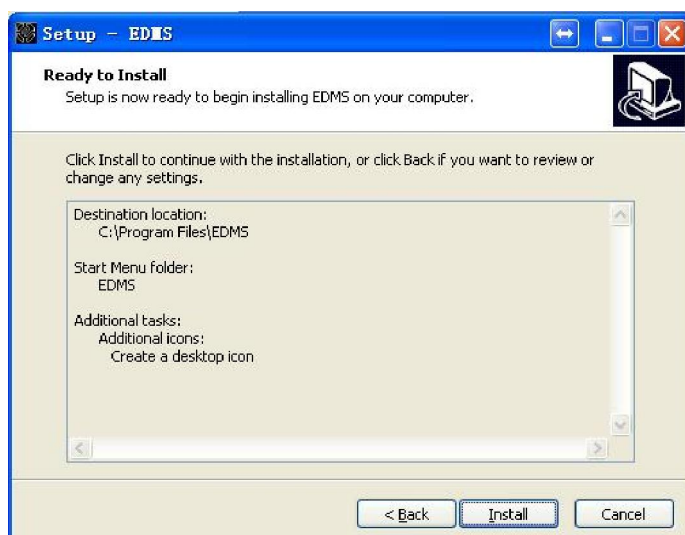 Setup - EDMS
Ready to Install
Setup is now ready to begin installing EDMS on your computer.
Click Install to continue with the installation, or click Back if you want to review or
change any settings.
Destination location:
C:\Program Files\EDMS
Start Menu folder:
EDMS
Additional tasks:
Additional icons:
Create a desktop icon
< Back
Install
Cancel